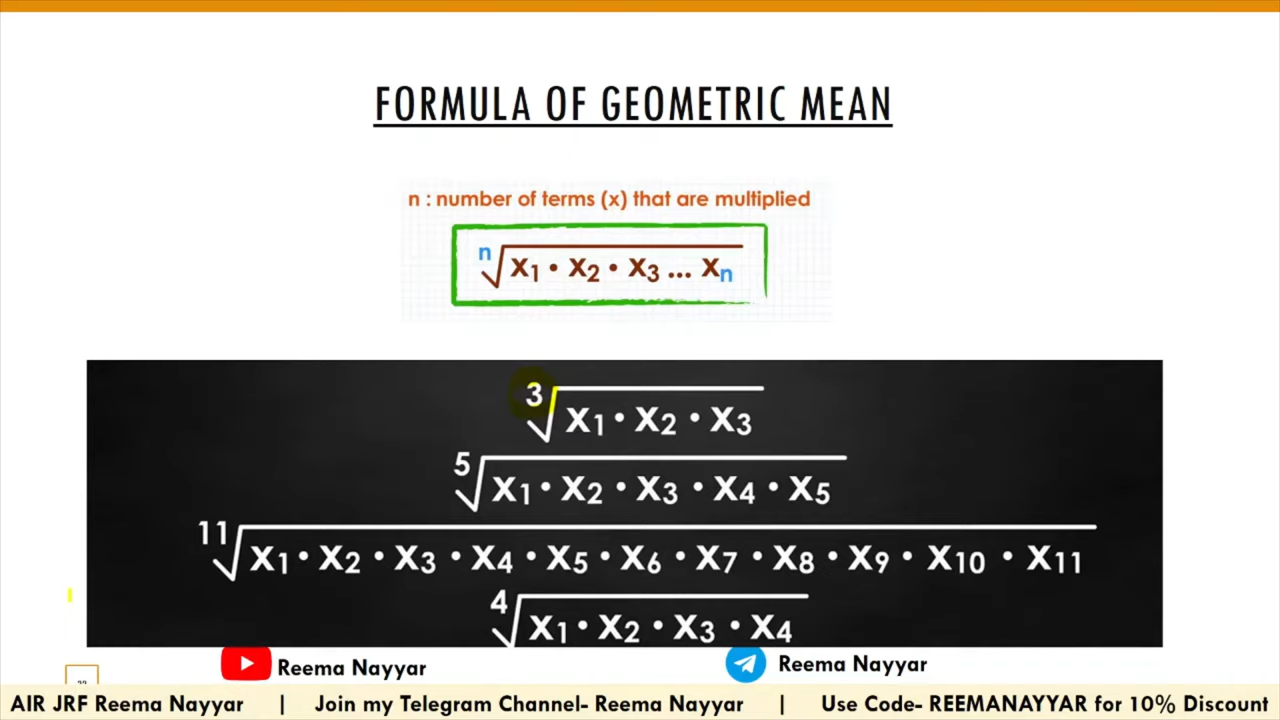 FORMULA OF GEOMETRIC MEAN
n : number of terms (x) that are multiplied
ⁿ√x₁ • x₂ • x₃ ... xₙ
³√x₁ • x₂ • x₃
⁵√x₁ • x₂ • x₃ • x₄ • x₅
¹¹√x₁ • x₂ • x₃ • x₄ • x₅ • x₆ • x₇ • x₈ • x₉ • x₁₀ • x₁₁
⁴√x₁ • x₂ • x₃ • x₄
Reema Nayyar Reema Nayyar
AIR JRF Reema Nayyar | Join my Telegram Channel- Reema Nayyar | Use Code- REEMANAYYAR for 10% Discount